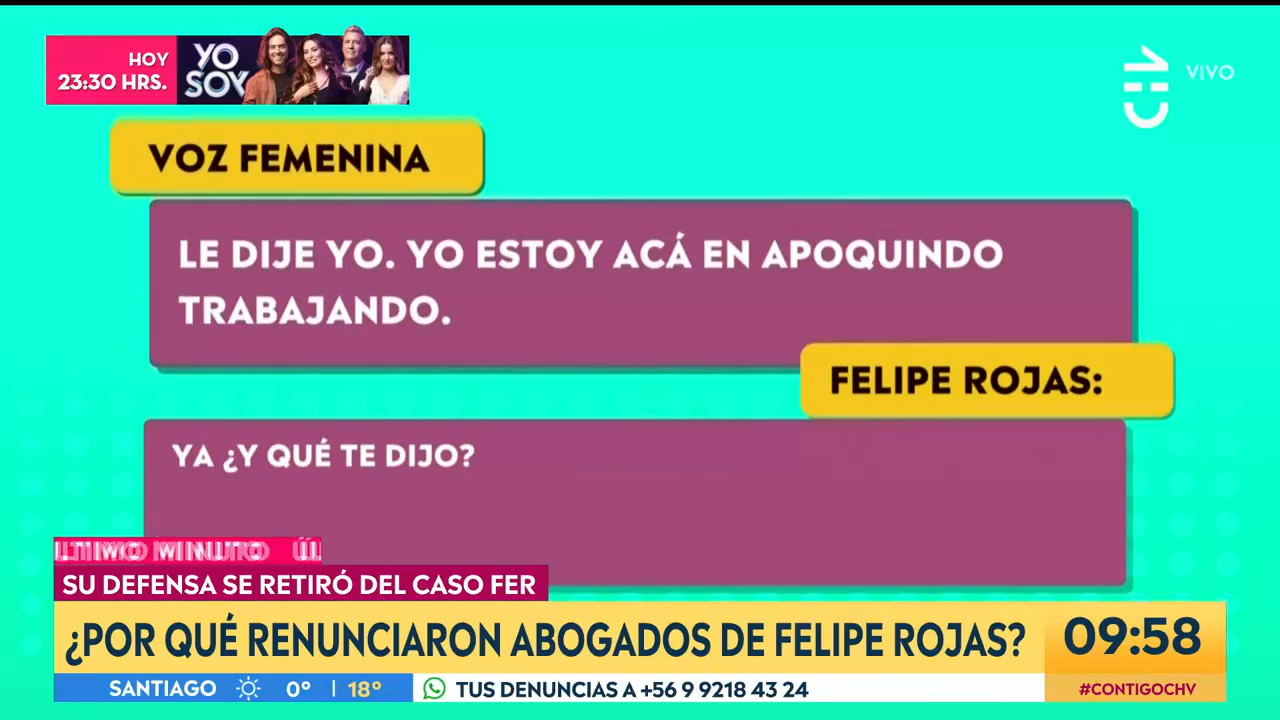 HOY
23:30 HRS.
YO
SOY
CHV
VIVO
VOZ FEMENINA
LE DIJE YO. YO ESTOY ACÁ EN APOQUINDO
TRABAJANDO.
FELIPE ROJAS:
YA ¿Y QUÉ TE DIJO?
ÚL
SU DEFENSA SE RETIRÓ DEL CASO FER
¿POR QUÉ RENUNCIARON ABOGADOS DE FELIPE ROJAS?
09:58
SANTIAGO 0° | 18°
TUS DENUNCIAS A +56 9 9218 43 24
#CONTIGOCHV